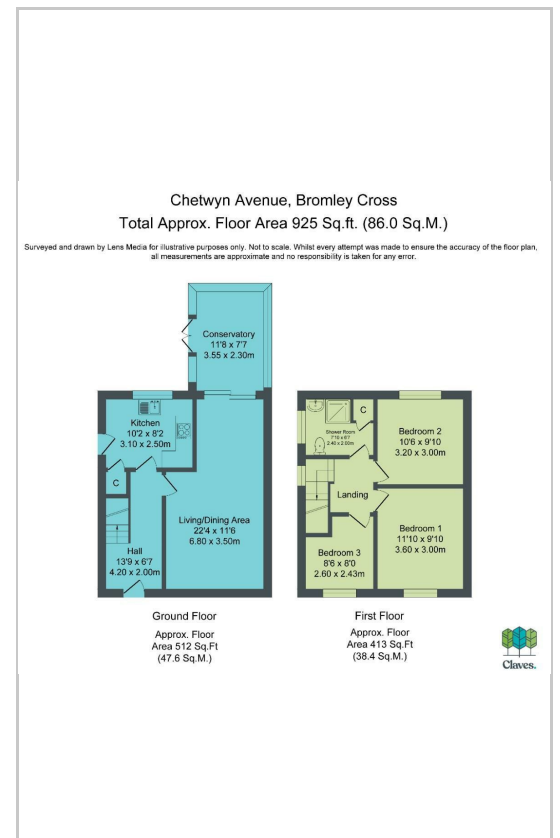 Chetwyn Avenue, Bromley Cross
Total Approx. Floor Area 925 Sq.ft. (86.0 Sq.M.)
Surveyed and drawn by Lens Media for illustrative purposes only. Not to scale. Whilst every attempt was made to ensure the accuracy of the floor plan,
all measurements are approximate and no responsibility is taken for any error.
Conservatory
11'8 x 7'7
3.55 x 2.30m
Kitchen
10'2 x 8'2
3.10 x 2.50m
C
Living/Dining Area
22'4 x 11'6
6.80 x 3.50m
Hall
13'9 x 6'7
4.20 x 2.00m
Ground Floor
Approx. Floor
Area 512 Sq.Ft
(47.6 Sq.M.)
C
Shower Room
7'10 x 6'7
2.40 x 2.00m
Bedroom 2
10'6 x 9'10
3.20 x 3.00m
Landing
Bedroom 1
11'10 x 9'10
3.60 x 3.00m
Bedroom 3
8'6 x 8'0
2.60 x 2.43m
First Floor
Approx. Floor
Area 413 Sq.Ft
(38.4 Sq.M.)
Claves.